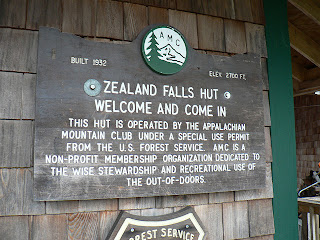 AMC
BUILT 1932
ELEV. 2700 FT.
ZEALAND FALLS HUT
WELCOME AND COME IN
THIS HUT IS OPERATED BY THE APPALACHIAN
MOUNTAIN CLUB UNDER A SPECIAL USE PERMIT
FROM THE U.S. FOREST SERVICE. AMC IS A
NON-PROFIT MEMBERSHIP ORGANIZATION DEDICATED TO
THE WISE STEWARDSHIP AND RECREATIONAL USE OF
THE OUT-OF-DOORS.
FOREST SERVICE